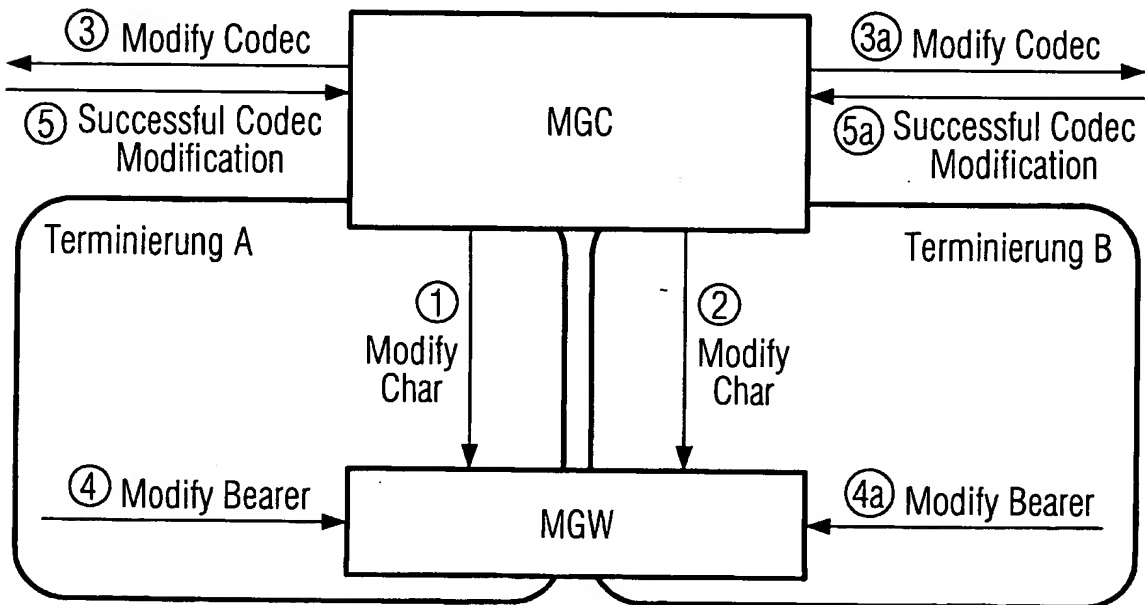 ③ Modify Codec
⑤ Successful Codec
Modification
MGC
3a Modify Codec
5a Successful Codec
Modification
Terminierung A
Terminierung B
①
Modify
Char
②
Modify
Char
④ Modify Bearer
MGW
4a Modify Bearer